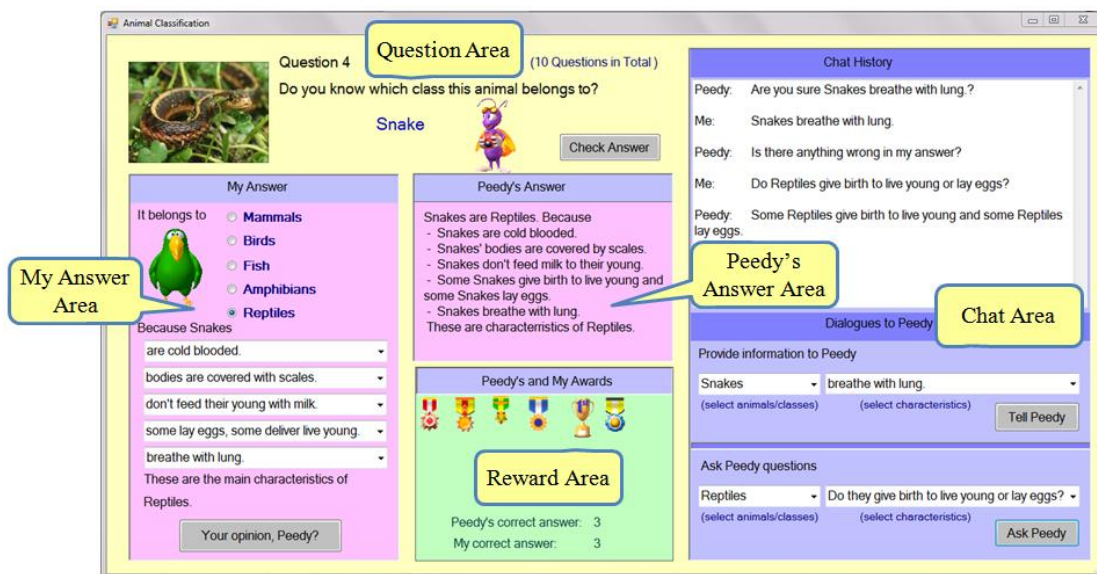 Animal Classification
Question 4
Question Area
(10 Questions in Total )
Do you know which class this animal belongs to?
Snake
Check Answer
My Answer
It belongs to
Mammals
Birds
Fish
Amphibians
Reptiles
My Answer
Area
Because Snakes
are cold blooded.
bodies are covered with scales.
don't feed their young with milk.
some lay eggs, some deliver live young.
breathe with lung.
These are the main characteristics of
Reptiles.
Your opinion, Peedy?
Peedy's Answer
Snakes are Reptiles. Because
- Snakes are cold blooded.
- Snakes' bodies are covered by scales.
- Snakes don't feed milk to their young.
- Some Snakes give birth to live young and
some Snakes lay eggs.
- Snakes breathe with lung.
These are characterristics of Reptiles.
Peedy's
Answer Area
Peedy's and My Awards
Reward Area
Peedy's correct answer: 3
My correct answer: 3
Chat History
Peedy: Are you sure Snakes breathe with lung.?
Me: Snakes breathe with lung.
Peedy: Is there anything wrong in my answer?
Me: Do Reptiles give birth to live young or lay eggs?
Peedy: Some Reptiles give birth to live young and some Reptiles
lay eggs.
Chat Area
Dialogues to Peedy
Provide information to Peedy
Snakes breathe with lung.
(select animals/classes) (select characteristics)
Tell Peedy
Ask Peedy questions
Reptiles Do they give birth to live young or lay eggs?
(select animals/classes) (select characteristics)
Ask Peedy